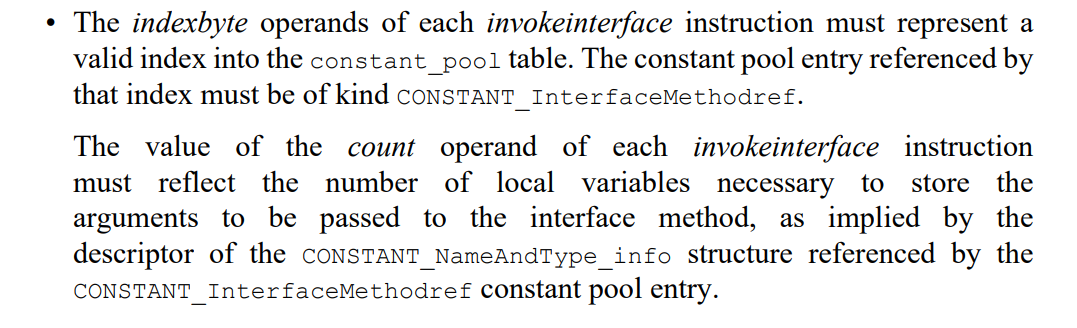 • The indexbyte operands of each invokeinterface instruction must represent a
valid index into the constant_pool table. The constant pool entry referenced by
that index must be of kind CONSTANT_InterfaceMethodref.
The value of the count operand of each invokeinterface instruction
must reflect the number of local variables necessary to store the
arguments to be passed to the interface method, as implied by the
descriptor of the CONSTANT_NameAndType_info structure referenced by the
CONSTANT_InterfaceMethodref constant pool entry.